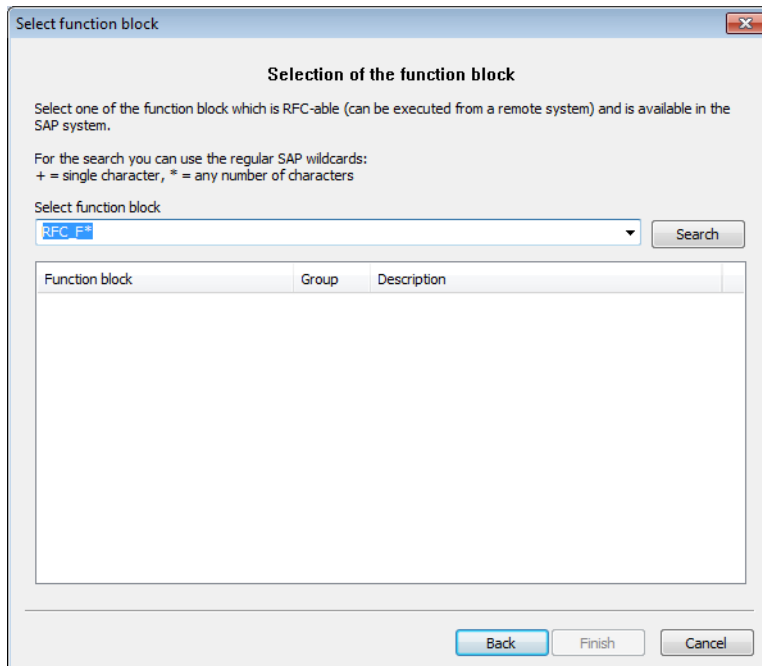 Select function block
Selection of the function block
Select one of the function block which is RFC-able (can be executed from a remote system) and is available in the
SAP system.
For the search you can use the regular SAP wildcards:
+ = single character, * = any number of characters
Select function block
RFC_F*
Search
Function block Group Description
Back Finish Cancel